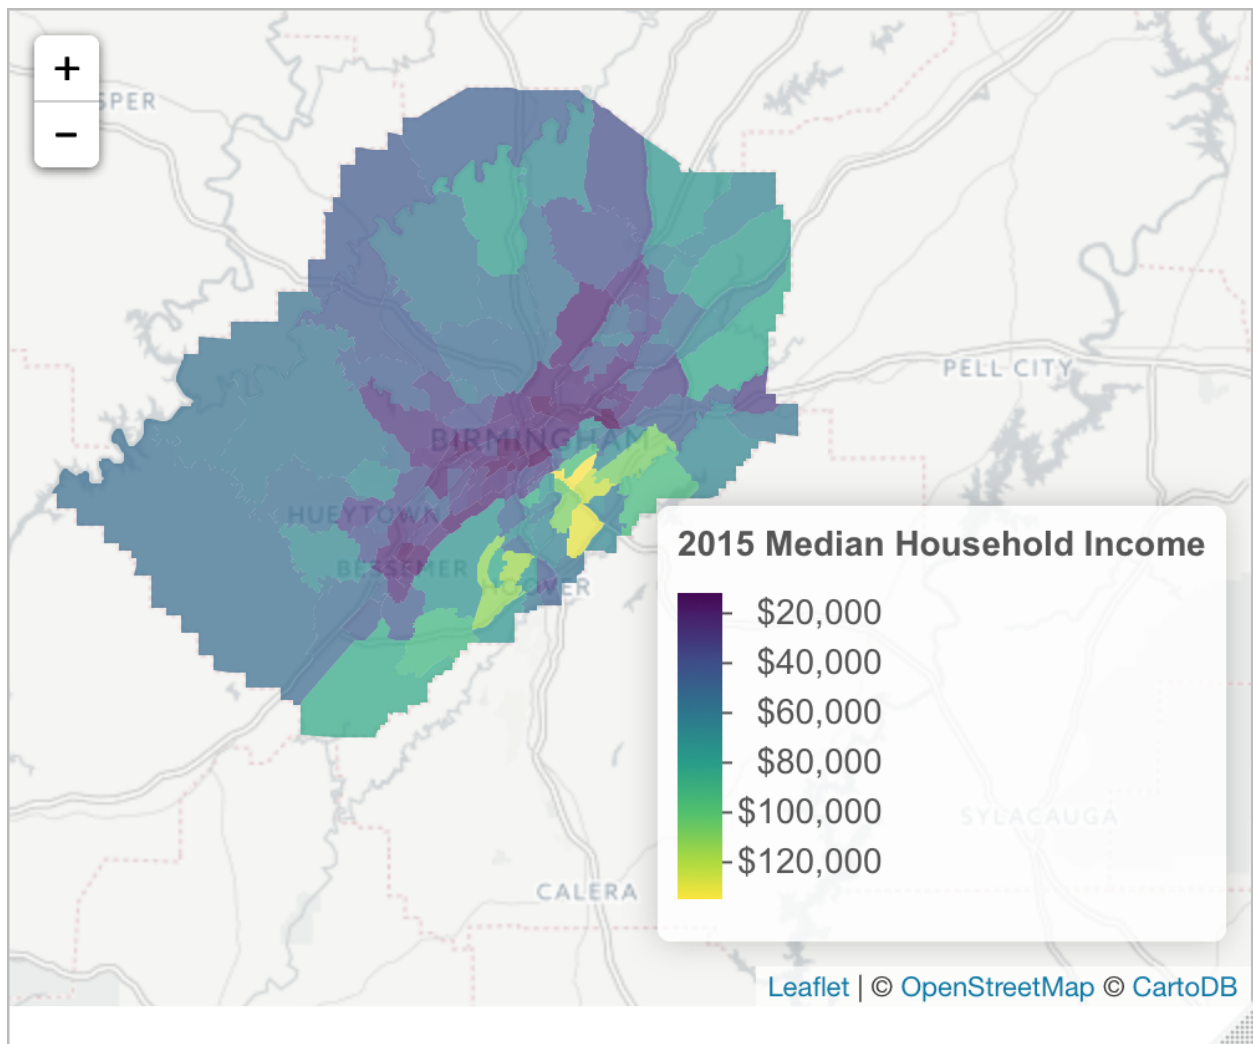 +
−
SPER
PELL CITY
BIRMINGHAM
HUEYTOWN
BESSEMER
HOOVER
2015 Median Household Income
$20,000
$40,000
$60,000
$80,000
$100,000
$120,000
SYLACAUGA
CALERA
Leaflet | © OpenStreetMap © CartoDB